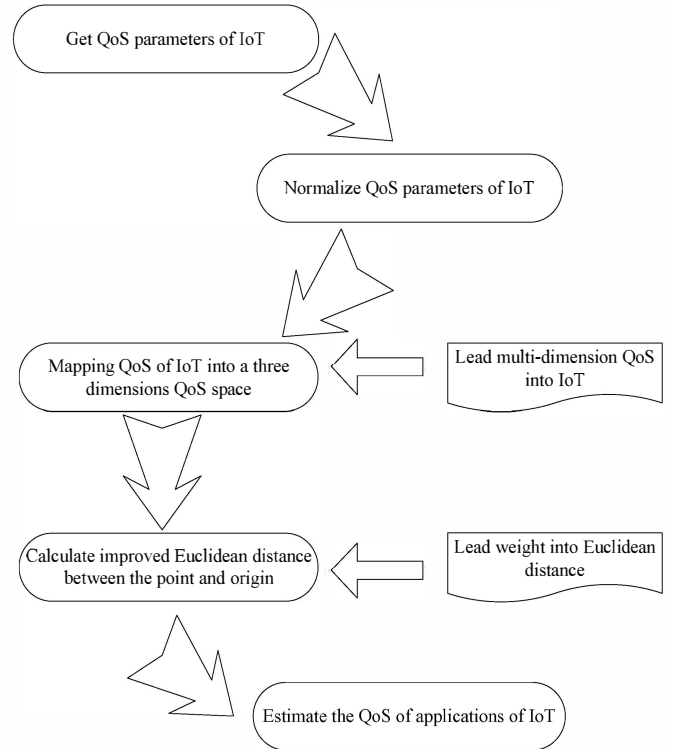 Get QoS parameters of IoT
Normalize QoS parameters of IoT
Mapping QoS of IoT into a three
dimensions QoS space
Lead multi-dimension QoS
into IoT
Calculate improved Euclidean distance
between the point and origin
Lead weight into Euclidean
distance
Estimate the QoS of applications of IoT